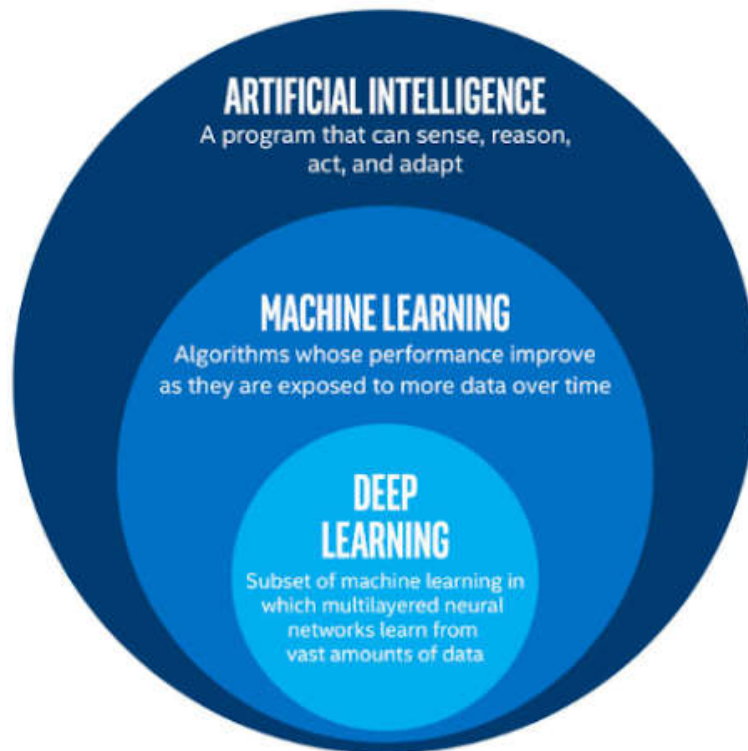 ARTIFICIAL INTELLIGENCE
A program that can sense, reason,
act, and adapt
MACHINE LEARNING
Algorithms whose performance improve
as they are exposed to more data over time
DEEP
LEARNING
Subset of machine learning in
which multilayered neural
networks learn from
vast amounts of data